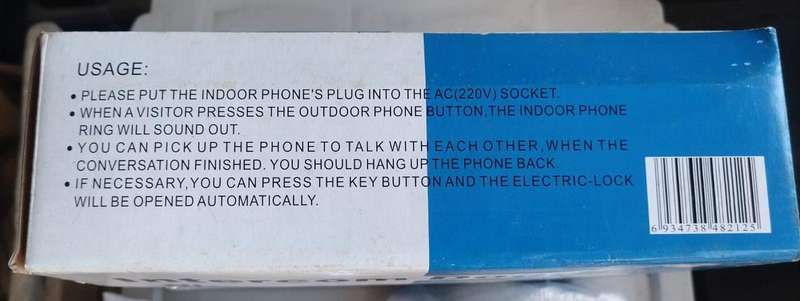 USAGE:
• PLEASE PUT THE INDOOR PHONE'S PLUG INTO THE AC(220V) SOCKET.
• WHEN A VISITOR PRESSES THE OUTDOOR PHONE BUTTON,THE INDOOR PHONE
RING WILL SOUND OUT.
• YOU CAN PICK UP THE PHONE TO TALK WITH EACH OTHER, WHEN THE
CONVERSATION FINISHED. YOU SHOULD HANG UP THE PHONE BACK.
• IF NECESSARY,YOU CAN PRESS THE KEY BUTTON AND THE ELECTRIC-LOCK
WILL BE OPENED AUTOMATICALLY.
6 934738 482125